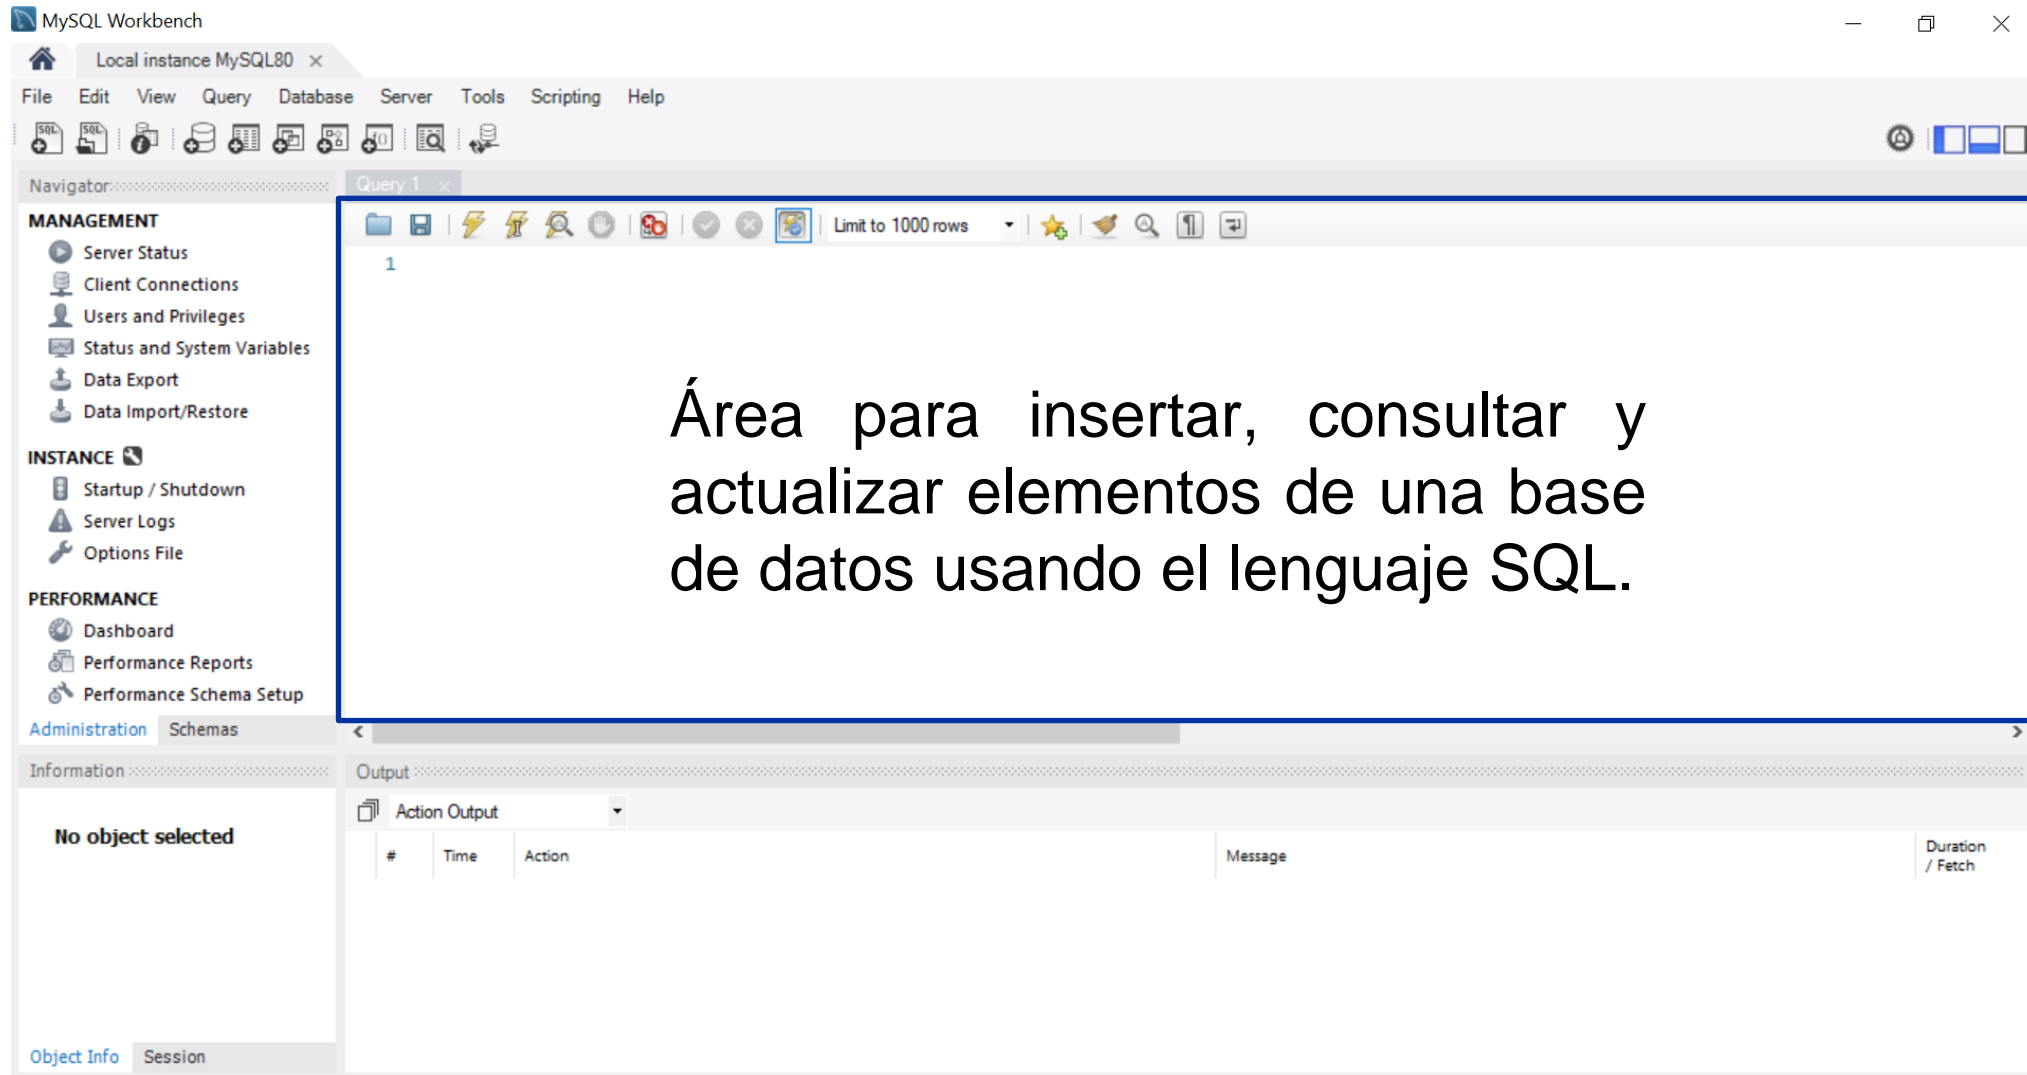 MySQL Workbench
Local instance MySQL80
File Edit View Query Database Server Tools Scripting Help
Navigator
Query 1
MANAGEMENT
Server Status
Client Connections
Users and Privileges
Status and System Variables
Data Export
Data Import/Restore
INSTANCE
Startup / Shutdown
Server Logs
Options File
PERFORMANCE
Dashboard
Performance Reports
Performance Schema Setup
Administration Schemas
Limit to 1000 rows
1
Área para insertar, consultar y
actualizar elementos de una base
de datos usando el lenguaje SQL.
Information
No object selected
Object Info Session
Output
Action Output
# Time Action Message Duration
/ Fetch